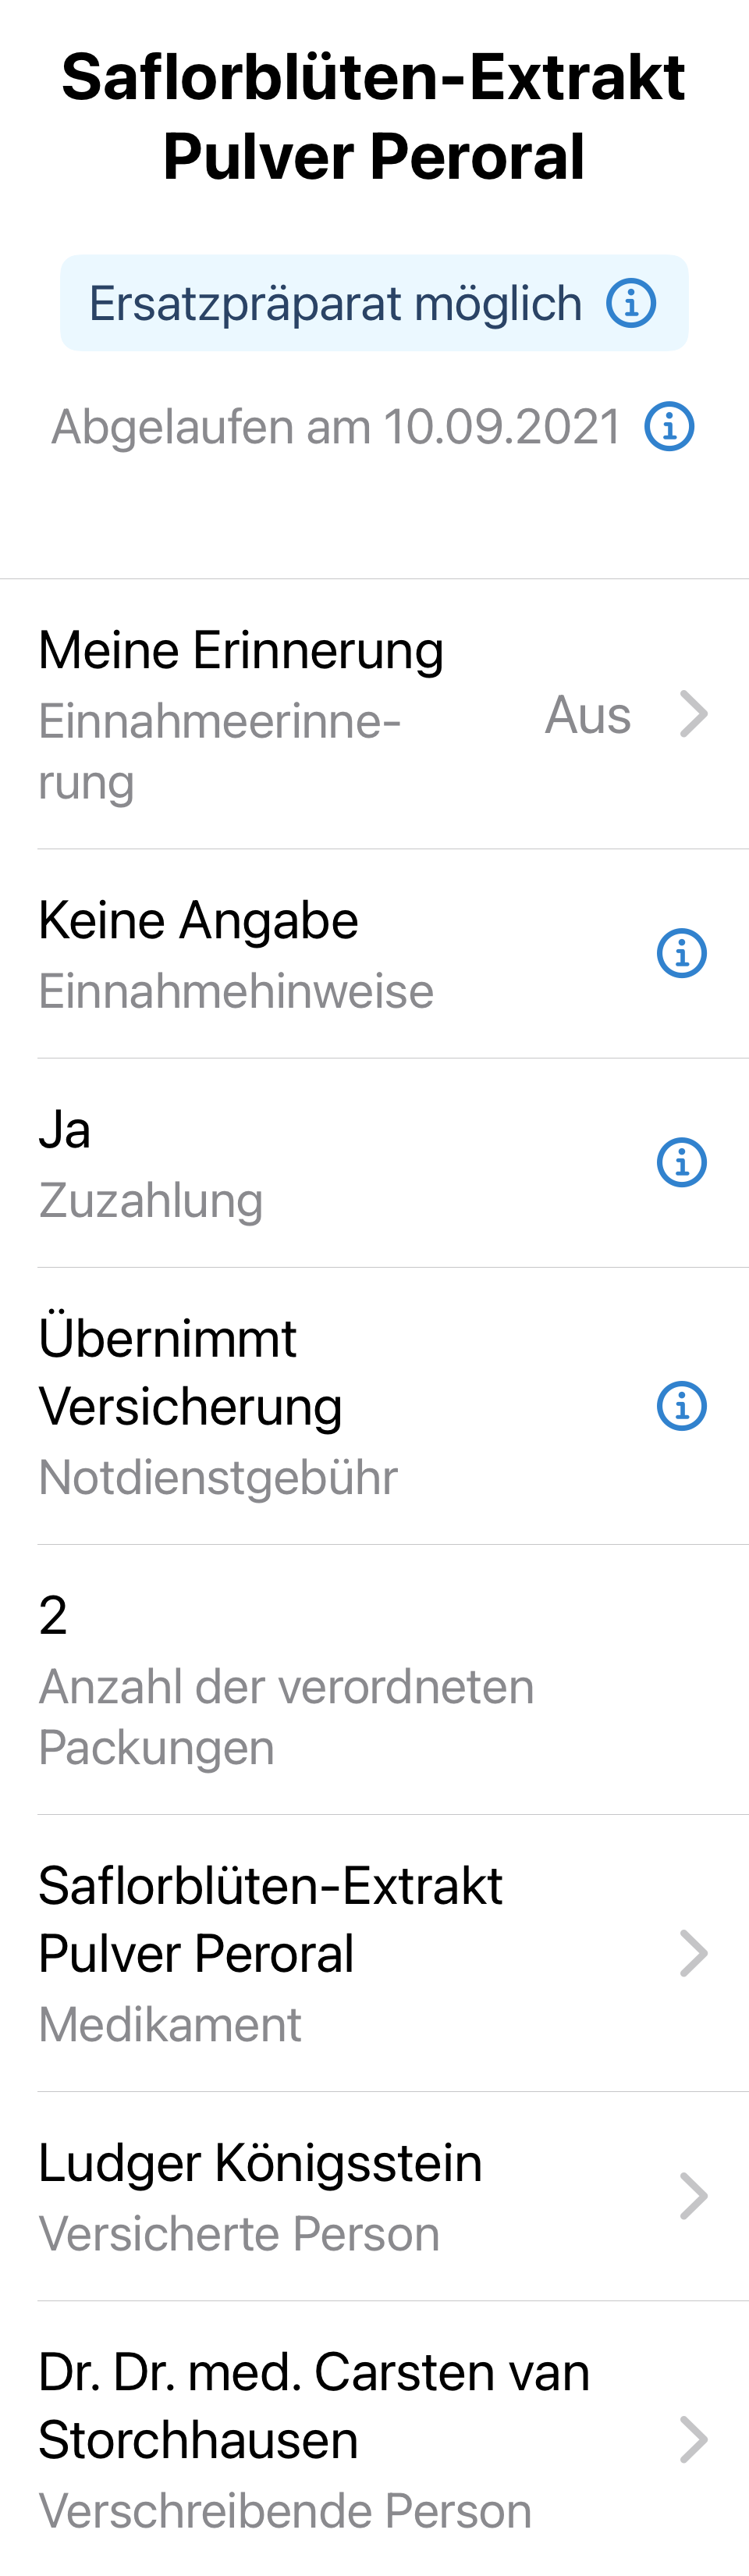 Saflorblüten-Extrakt
Pulver Peroral
Ersatzpräparat möglich
Abgelaufen am 10.09.2021
Meine Erinnerung
Einnahmeerinne-
rung
Aus
Keine Angabe
Einnahmehinweise
Ja
Zuzahlung
Übernimmt
Versicherung
Notdienstgebühr
2
Anzahl der verordneten
Packungen
Saflorblüten-Extrakt
Pulver Peroral
Medikament
Ludger Königsstein
Versicherte Person
Dr. Dr. med. Carsten van
Storchhausen
Verschreibende Person